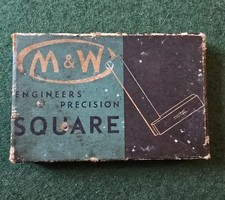 M & W
ENGINEERS'
PRECISION
SQUARE